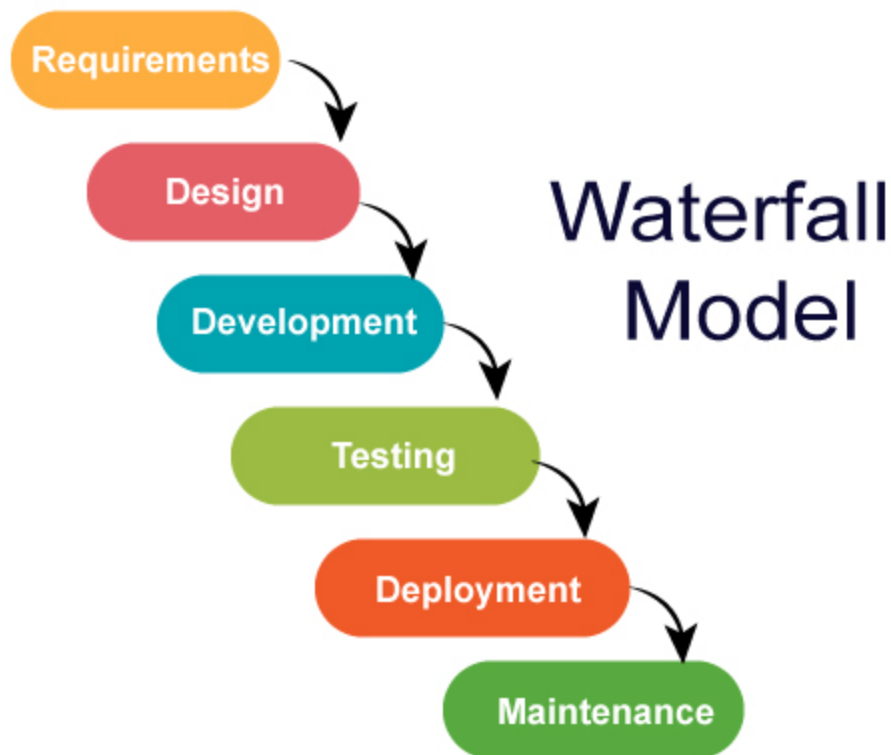 Requirements
Design
Waterfall
Model
Development
Testing
Deployment
Maintenance